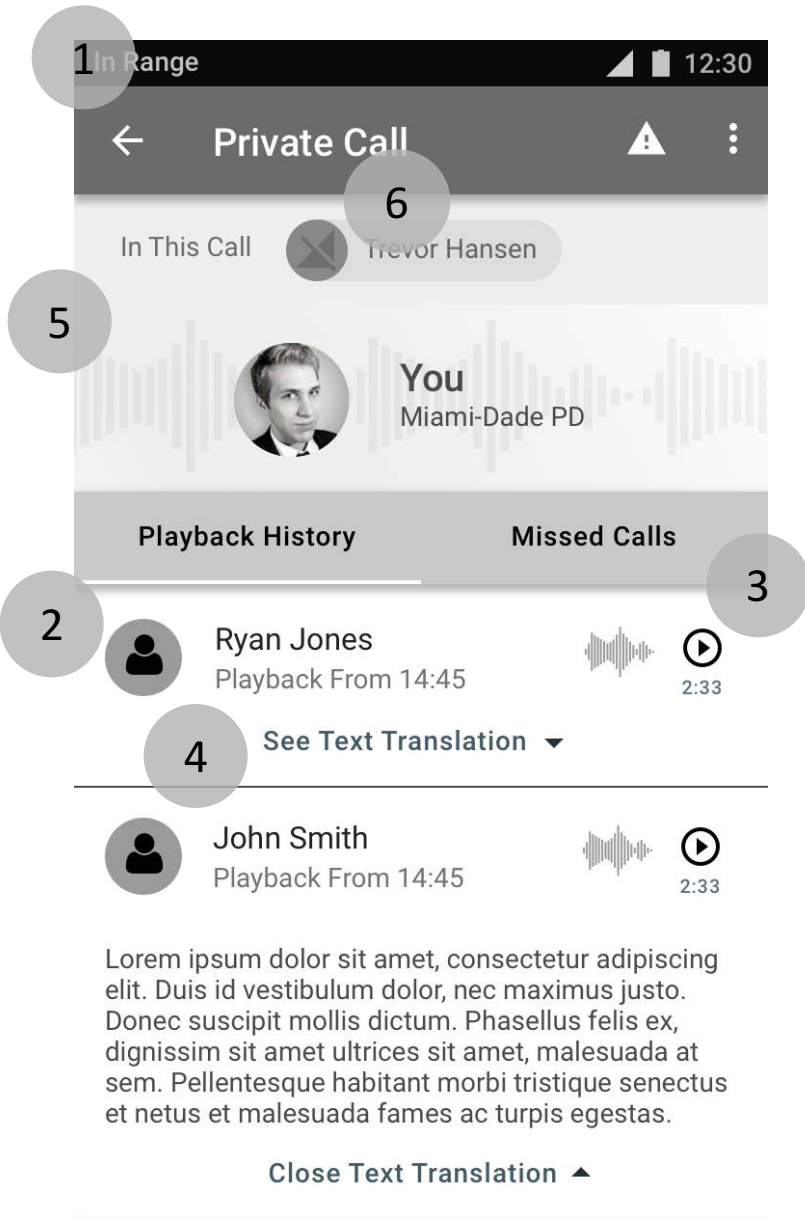 1
In Range
12:30
Private Call
6
In This Call
Trevor Hansen
5
You
Miami-Dade PD
Playback History
Missed Calls
3
2
Ryan Jones
Playback From 14:45
2:33
4
See Text Translation
John Smith
Playback From 14:45
2:33
Lorem ipsum dolor sit amet, consectetur adipiscing
elit. Duis id vestibulum dolor, nec maximus justo.
Donec suscipit mollis dictum. Phasellus felis ex,
dignissim sit amet ultrices sit amet, malesuada at
sem. Pellentesque habitant morbi tristique senectus
et netus et malesuada fames ac turpis egestas.
Close Text Translation